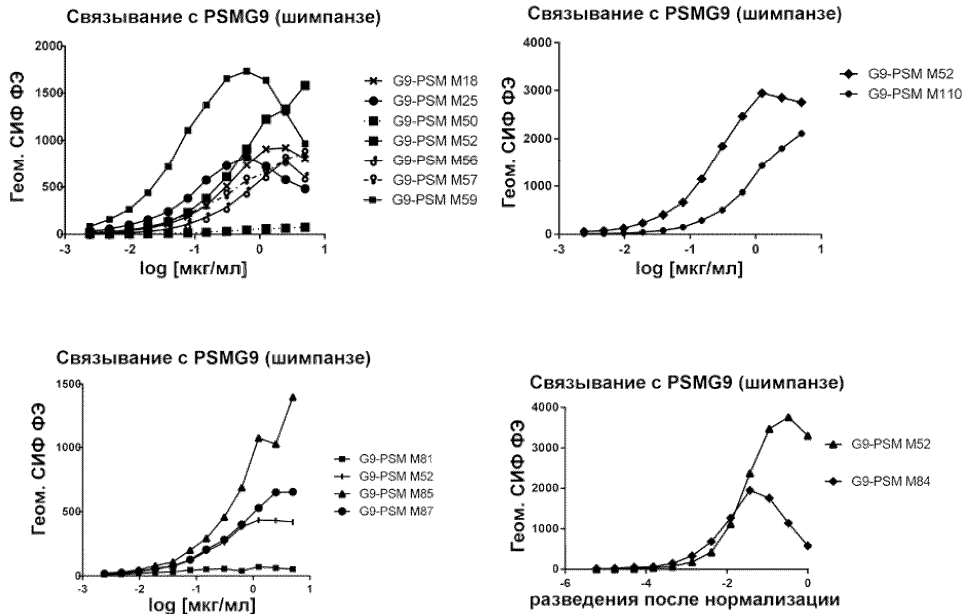 Связывание с PSMG9 (шимпанзе)
Геом. СИФ ФЭ
2000
1500
1000
500
0
-3
-2
-1
0
1
log [мкг/мл]
G9-PSM M18
G9-PSM M25
G9-PSM M50
G9-PSM M52
G9-PSM M56
G9-PSM M57
G9-PSM M59
Связывание с PSMG9 (шимпанзе)
Геом. СИФ ФЭ
4000
3000
2000
1000
0
-3
-2
-1
0
1
log [мкг/мл]
G9-PSM M52
G9-PSM M110
Связывание с PSMG9 (шимпанзе)
Геом. СИФ ФЭ
1500
1000
500
0
-3
-2
-1
0
1
log [мкг/мл]
G9-PSM M81
G9-PSM M52
G9-PSM M85
G9-PSM M87
Связывание с PSMG9 (шимпанзе)
Геом. СИФ ФЭ
4000
3000
2000
1000
0
-6
-4
-2
0
разведения после нормализации
G9-PSM M52
G9-PSM M84